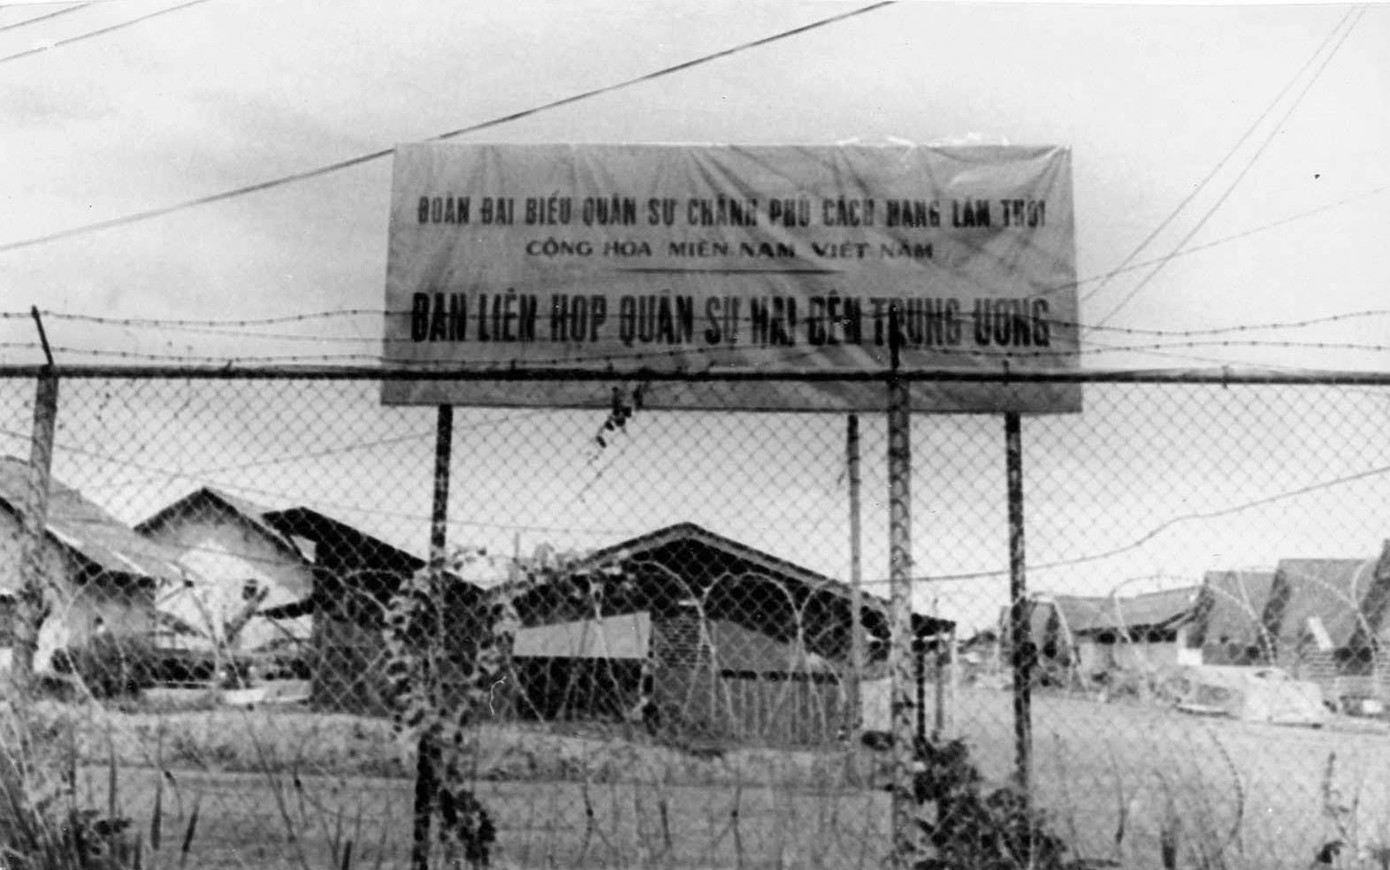 ĐOÀN ĐẠI BIỂU QUÂN SỰ CHÁNH PHỦ CÁCH MẠNG LÂM THỜI
CỘNG HÒA MIỀN NAM VIỆT NAM
BAN LIÊN HỢP QUÂN SỰ HAI BÊN TRUNG ƯƠNG